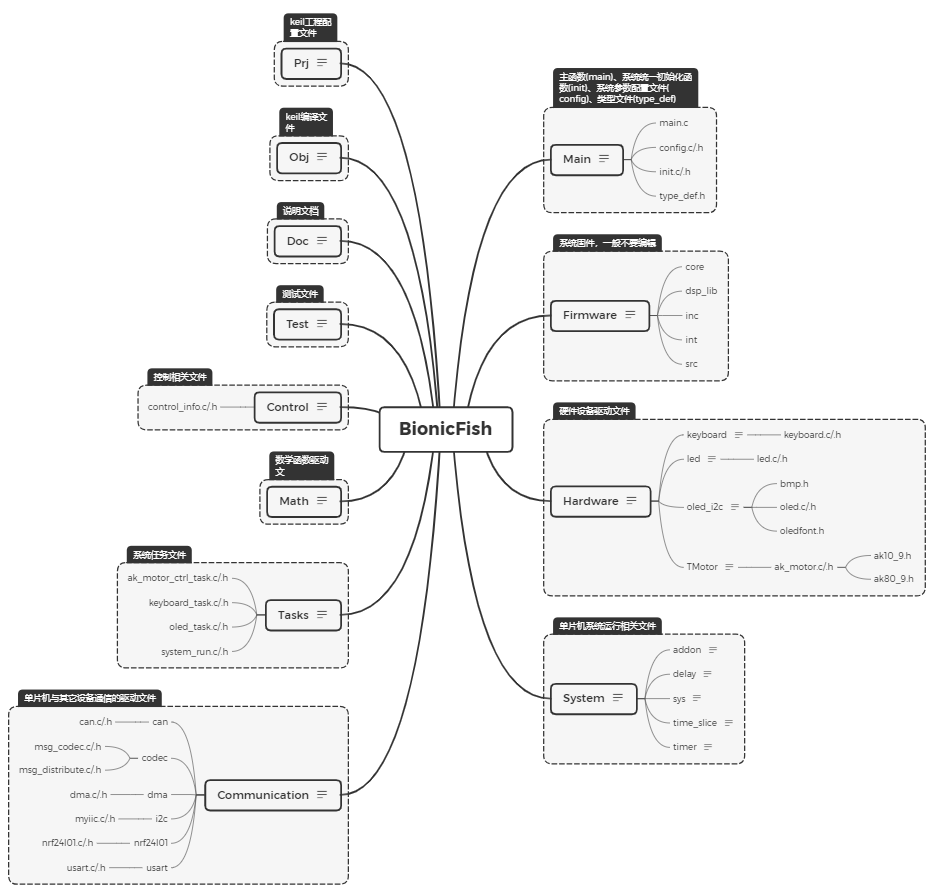 BionicFish
keil工程配
置文件
Prj
keil编译文
件
Obj
说明文档
Doc
测试文件
Test
控制相关文件
control_info.c/.h
Control
数学函数驱动
文
Math
系统任务文件
ak_motor_ctrl_task.c/.h
keyboard_task.c/.h
oled_task.c/.h
system_run.c/.h
Tasks
单片机与其它设备通信的驱动文件
can.c/.h
can
msg_codec.c/.h
msg_distribute.c/.h
codec
dma.c/.h
dma
myiic.c/.h
i2c
nrf24l01.c/.h
nrf24l01
usart.c/.h
usart
Communication
主函数(main)、系统统一初始化函
数(init)、系统参数配置文件(
config)、类型文件(type_def)
Main
main.c
config.c/.h
init.c/.h
type_def.h
系统固件，一般不要编辑
Firmware
core
dsp_lib
inc
int
src
硬件设备驱动文件
Hardware
keyboard
keyboard.c/.h
led
led.c/.h
oled_i2c
bmp.h
oled.c/.h
oledfont.h
TMotor
ak_motor.c/.h
ak10_9.h
ak80_9.h
单片机系统运行相关文件
System
addon
delay
sys
time_slice
timer